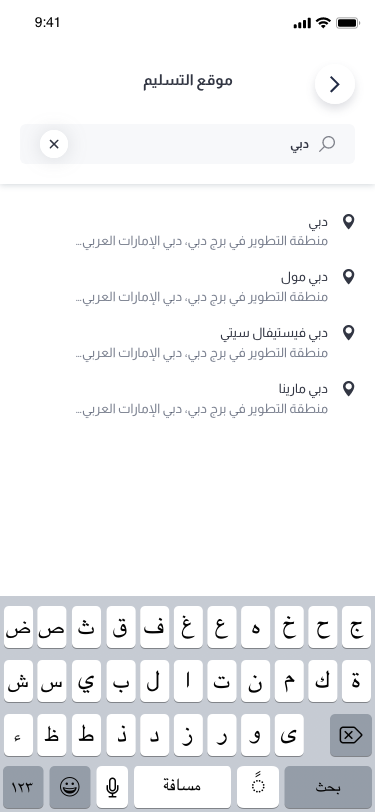 9:41
موقع التسليم
دبي
دبي
منطقة التطوير في برج دبي، دبي الإمارات العربي...
دبي مول
منطقة التطوير في برج دبي، دبي الإمارات العربي...
دبي فيستيفال سيتي
منطقة التطوير في برج دبي، دبي الإمارات العربي...
دبي مارينا
منطقة التطوير في برج دبي، دبي الإمارات العربي...
ج ح خ ه ع غ ف ق ث ص ض
ة ك م ن ت ا ل ب ي س ش
ى و ر ز د ذ ط ظ ء
بحث مسافة ١٢٣